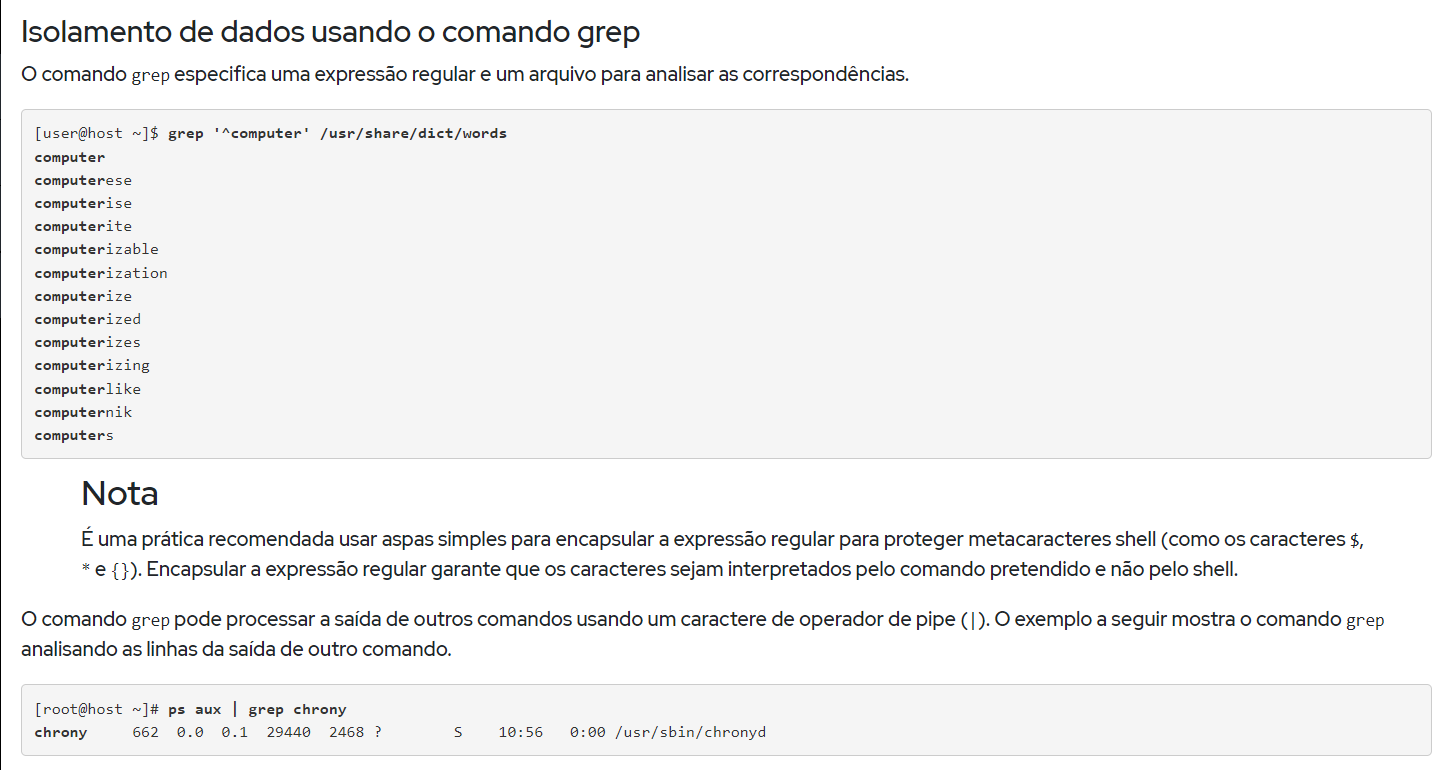 Isolamento de dados usando o comando grep
O comando grep especifica uma expressão regular e um arquivo para analisar as correspondências.
[user@host ~]$ grep '^computer' /usr/share/dict/words
computer
computerese
computerise
computerite
computerizable
computerization
computerize
computerized
computerizes
computerizing
computerlike
computernik
computers
Nota
É uma prática recomendada usar aspas simples para encapsular a expressão regular para proteger metacaracteres shell (como os caracteres $,
* e {}). Encapsular a expressão regular garante que os caracteres sejam interpretados pelo comando pretendido e não pelo shell.
O comando grep pode processar a saída de outros comandos usando um caractere de operador de pipe (|). O exemplo a seguir mostra o comando grep
analisando as linhas da saída de outro comando.
[root@host ~]# ps aux | grep chrony
chrony     662  0.0  0.1  29440  2468 ?        S    10:56   0:00 /usr/sbin/chronyd